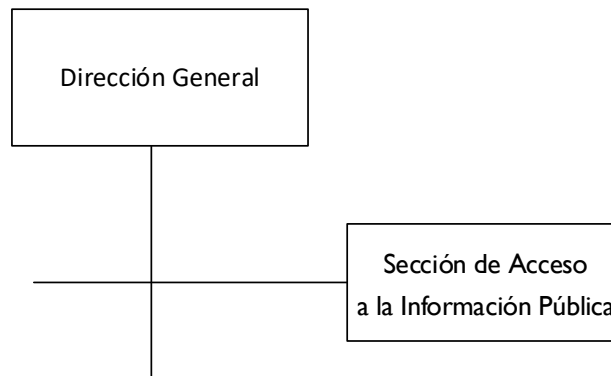 Dirección General
Sección de Acceso
a la Información Pública